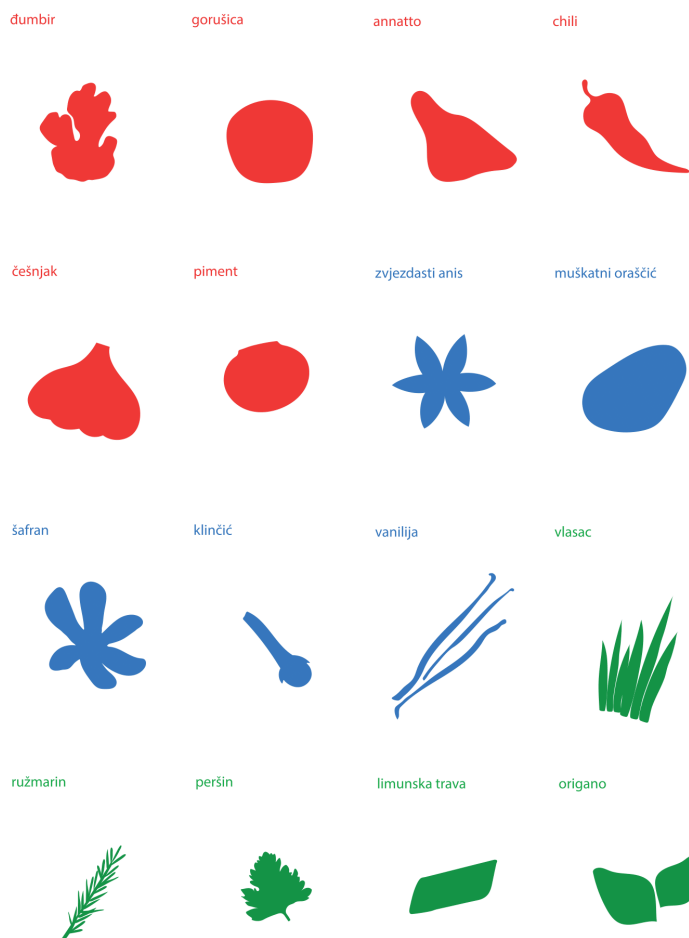 đumbir
gorušica
annatto
chili
češnjak
piment
zvjezdasti anis
muškatni oraščić
šafran
klinčić
vanilija
vlasac
ružmarin
peršin
limunska trava
origano